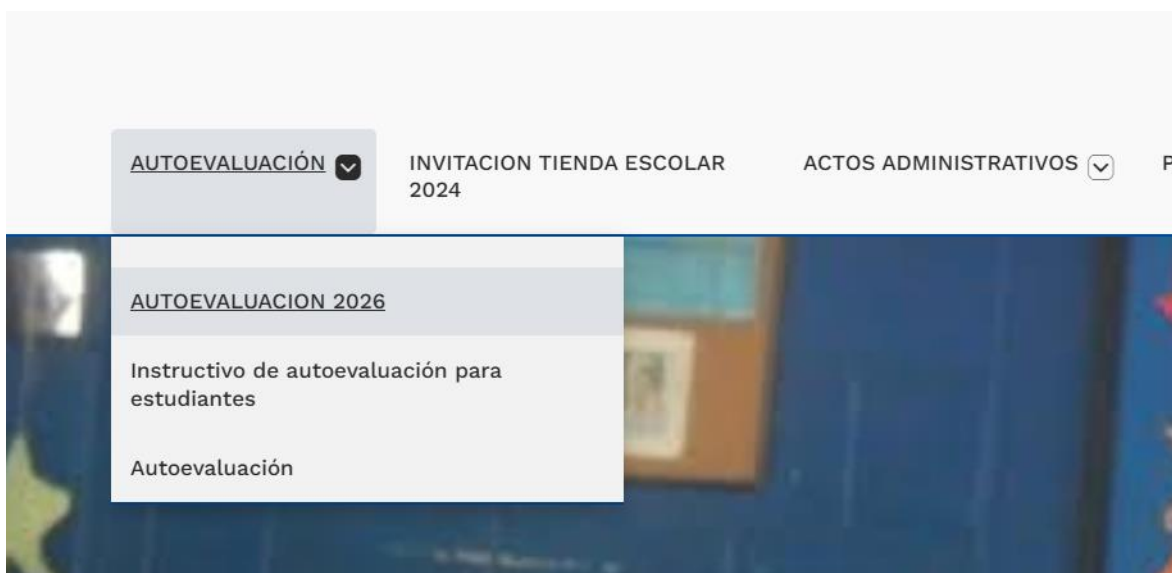 AUTOEVALUACIÓN
INVITACION TIENDA ESCOLAR
2024
ACTOS ADMINISTRATIVOS
P
AUTOEVALUACION 2026
Instructivo de autoevaluación para
estudiantes
Autoevaluación